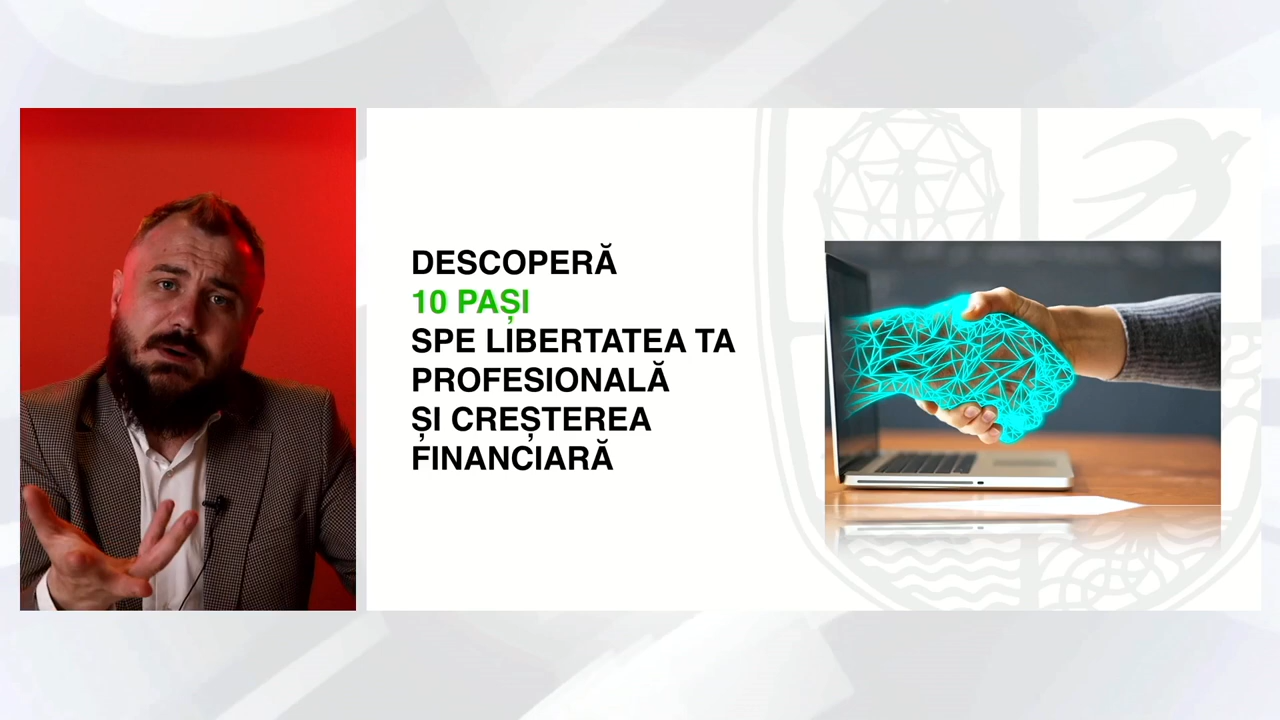 DESCOPERĂ
10 PAȘI
SPE LIBERTATEA TA
PROFESIONALĂ
ȘI CREȘTEREA
FINANCIARĂ